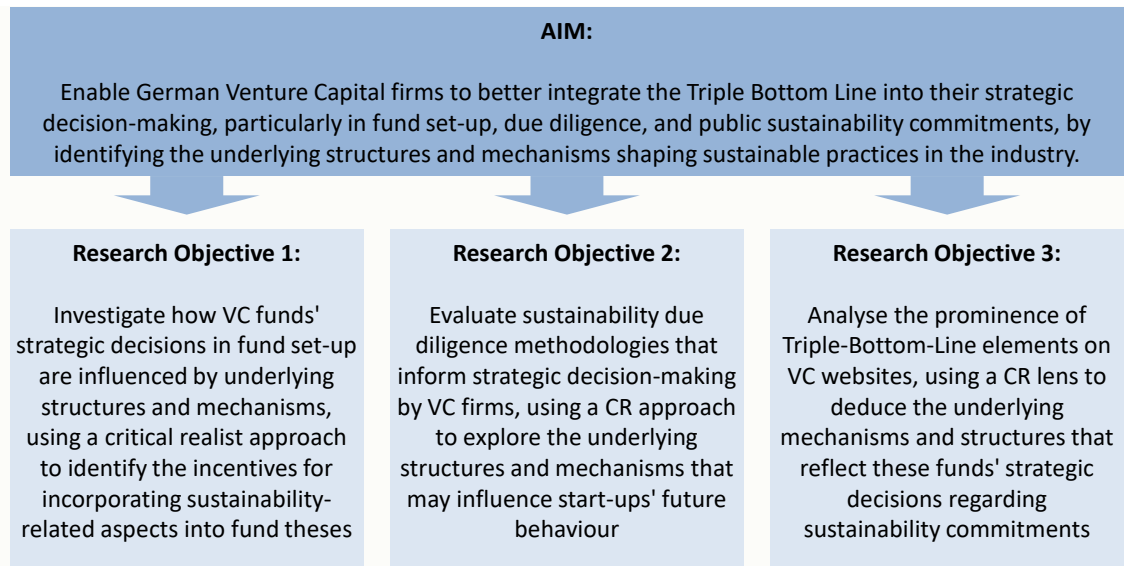 AIM:
Enable German Venture Capital firms to better integrate the Triple Bottom Line into their strategic
decision-making, particularly in fund set-up, due diligence, and public sustainability commitments, by
identifying the underlying structures and mechanisms shaping sustainable practices in the industry.
Research Objective 1:
Investigate how VC funds'
strategic decisions in fund set-up
are influenced by underlying
structures and mechanisms,
using a critical realist approach
to identify the incentives for
incorporating sustainability-
related aspects into fund theses
Research Objective 2:
Evaluate sustainability due
diligence methodologies that
inform strategic decision-making
by VC firms, using a CR approach
to explore the underlying
structures and mechanisms that
may influence start-ups' future
behaviour
Research Objective 3:
Analyse the prominence of
Triple-Bottom-Line elements on
VC websites, using a CR lens to
deduce the underlying
mechanisms and structures that
reflect these funds' strategic
decisions regarding
sustainability commitments